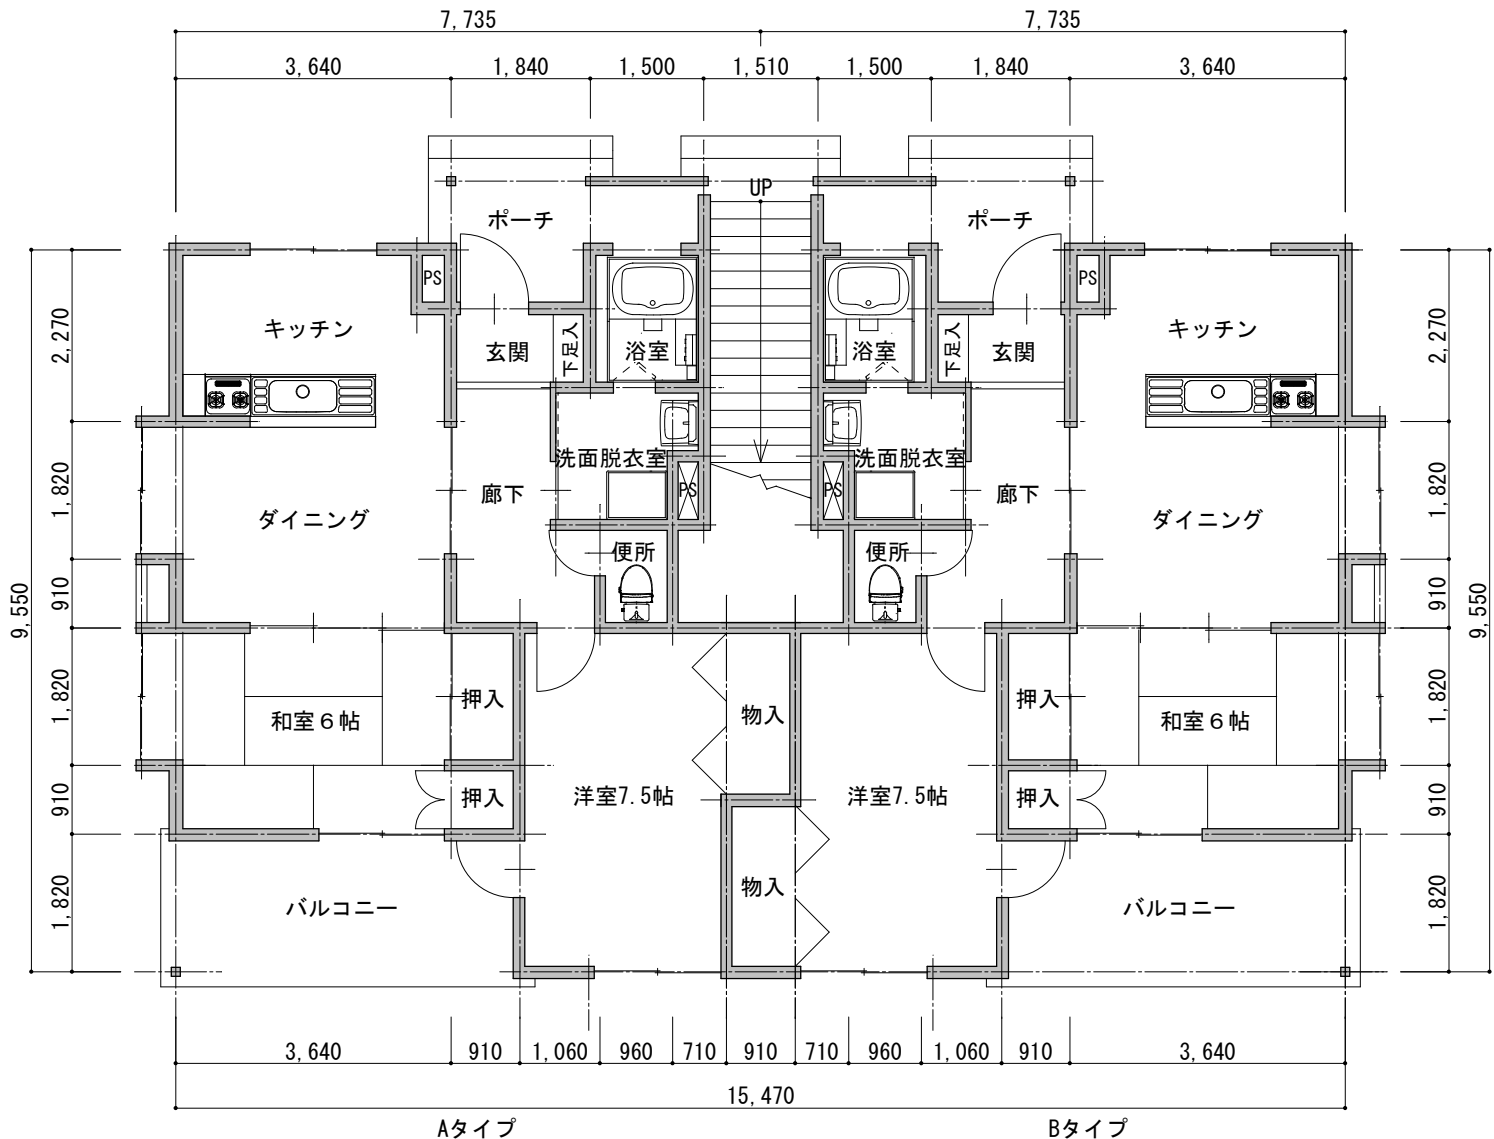 7,735 7,735
3,640 1,840 1,500 1,510 1,500 1,840 3,640
UP
ポーチ ポーチ
PS PS
キッチン 玄関 下足入 浴室 浴室 下足入 玄関 キッチン
2,270 2,270
洗面脱衣室 洗面脱衣室
PS PS
1,820 廊下 廊下 1,820
ダイニング ダイニング
便所 便所
9,550 910 910 9,550
1,820 押入 物入 押入 1,820
和室6帖 和室6帖
910 押入 洋室7.5帖 洋室7.5帖 押入 910
物入
1,820 バルコニー バルコニー 1,820
3,640 910 1,060 960 710 910 710 960 1,060 910 3,640
15,470
Aタイプ Bタイプ